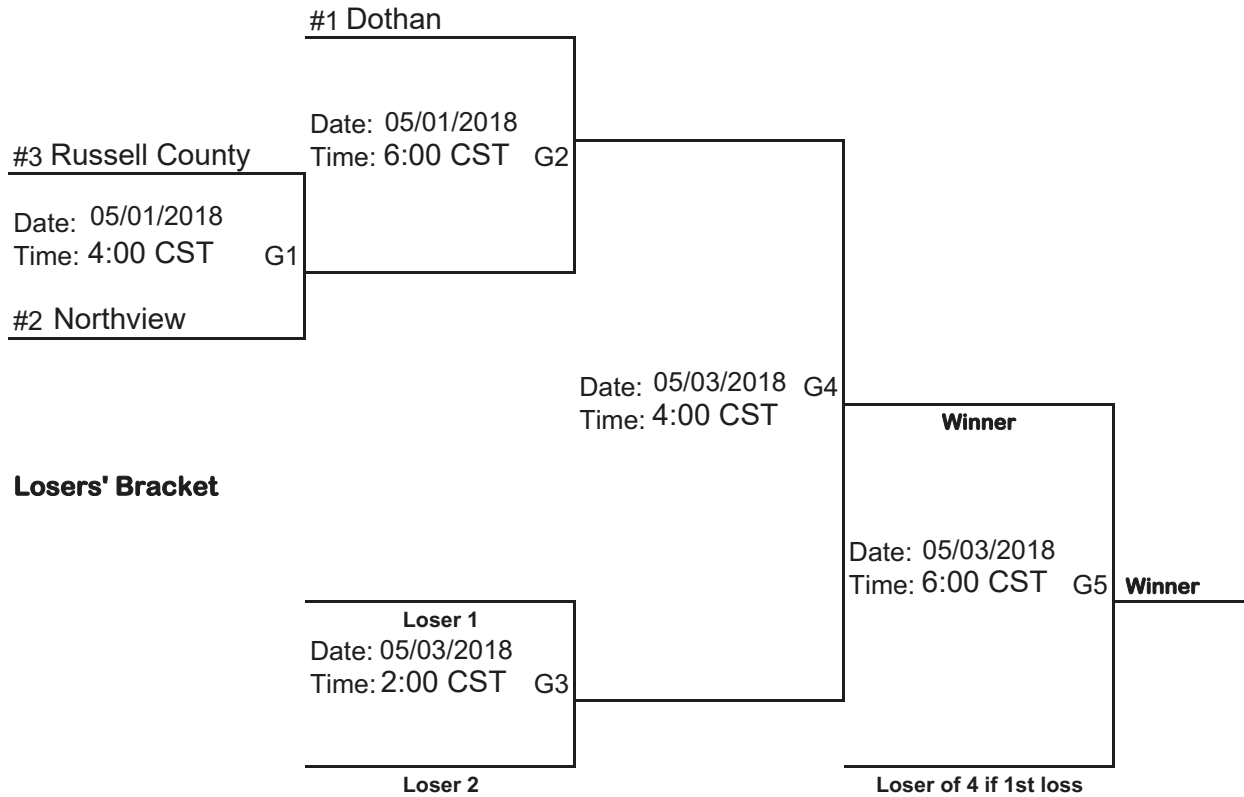 #1 Dothan
Date: 05/01/2018
Time: 6:00 CST G2
#3 Russell County
Date: 05/01/2018
Time: 4:00 CST G1
#2 Northview
Date: 05/03/2018 G4
Time: 4:00 CST
Winner
Losers' Bracket
Date: 05/03/2018
Time: 6:00 CST G5 Winner
Loser 1
Date: 05/03/2018
Time: 2:00 CST G3
Loser 2
Loser of 4 if 1st loss